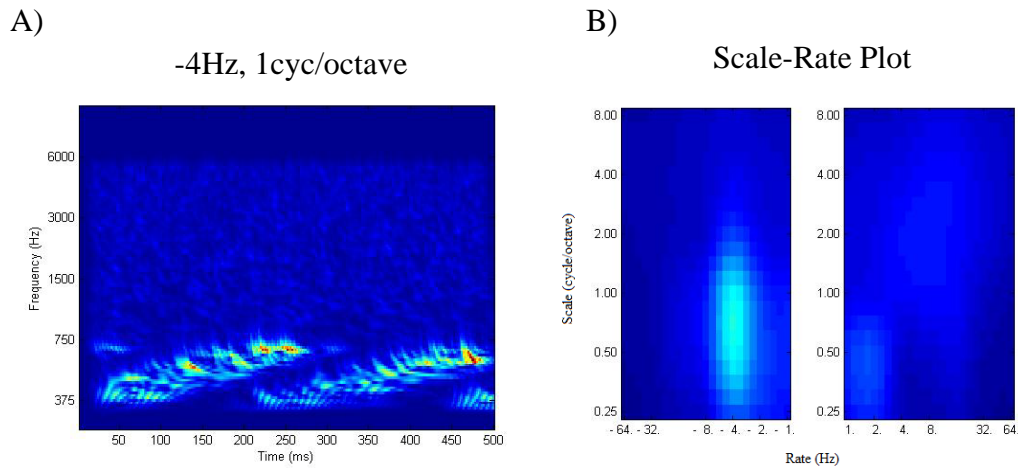 A)
-4Hz, 1cyc/octave
Frequency (Hz)
6000
3000
1500
750
375
50 100 150 200 250 300 350 400 450 500
Time (ms)
B)
Scale-Rate Plot
Scale (cycle/octave)
8.00 8.00
4.00 4.00
2.00 2.00
1.00 1.00
0.50 0.50
0.25 0.25
- 64. - 32. - 8. - 4. - 2. - 1. 1. 2. 4. 8. 32. 64.
Rate (Hz)